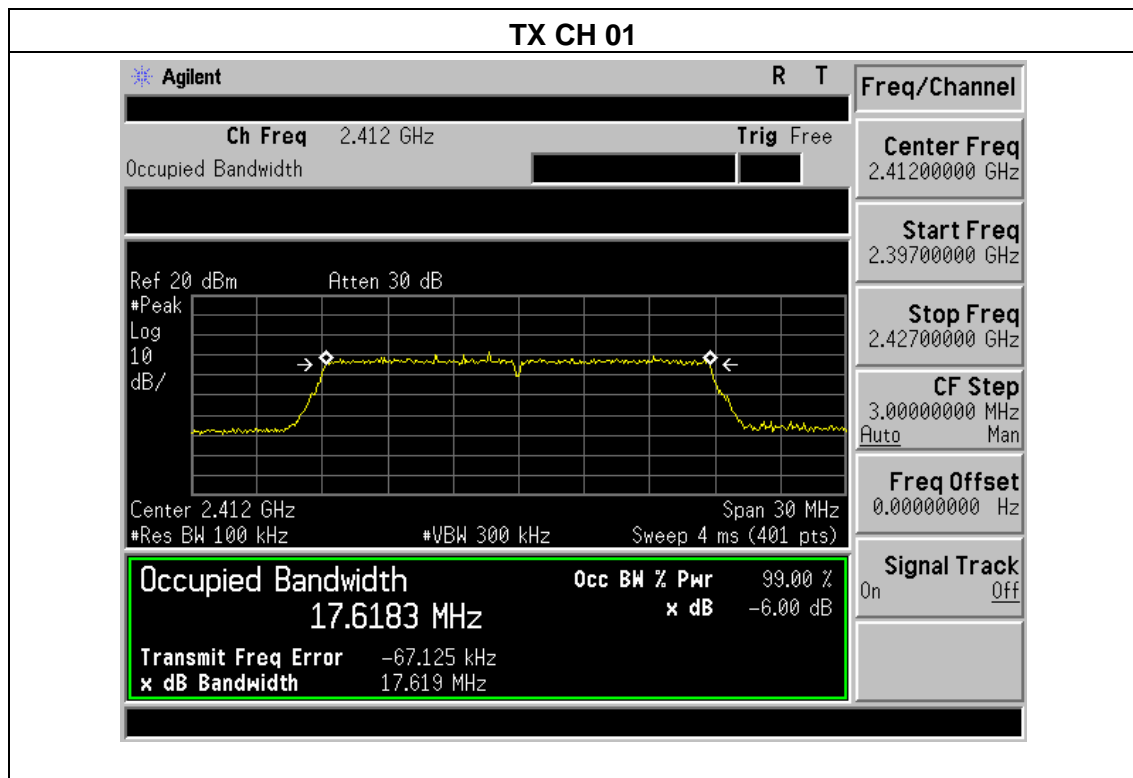 TX CH 01
Agilent R T
Freq/Channel
Ch Freq 2.412 GHz Trig Free
Occupied Bandwidth
Center Freq
2.41200000 GHz
Start Freq
2.39700000 GHz
Ref 20 dBm Atten 30 dB
#Peak
Log
10
dB/
Stop Freq
2.42700000 GHz
CF Step
3.00000000 MHz
Auto Man
Freq Offset
0.00000000 Hz
Center 2.412 GHz Span 30 MHz
#Res BW 100 kHz #VBW 300 kHz Sweep 4 ms (401 pts)
Signal Track
On Off
Occupied Bandwidth
17.6183 MHz
Occ BW % Pwr 99.00 %
x dB -6.00 dB
Transmit Freq Error -67.125 kHz
x dB Bandwidth 17.619 MHz